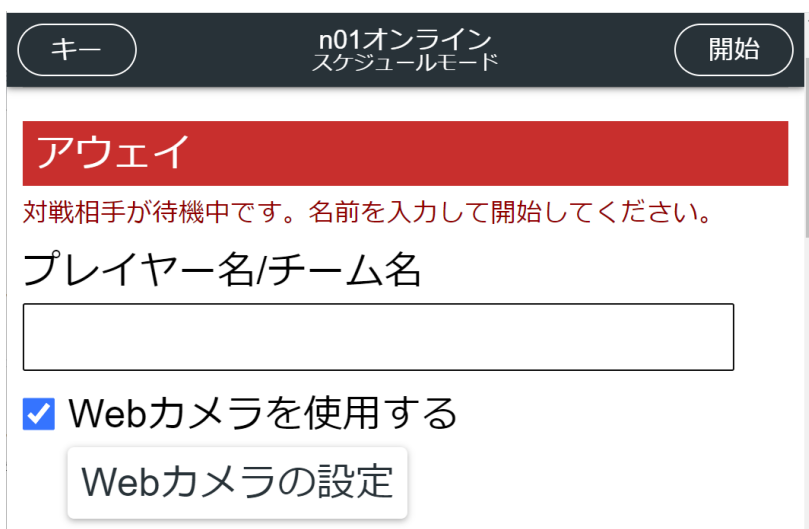 キー
n01オンライン
スケジュールモード
開始
アウェイ
対戦相手が待機中です。名前を入力して開始してください。
プレイヤー名/チーム名
Webカメラを使用する
Webカメラの設定